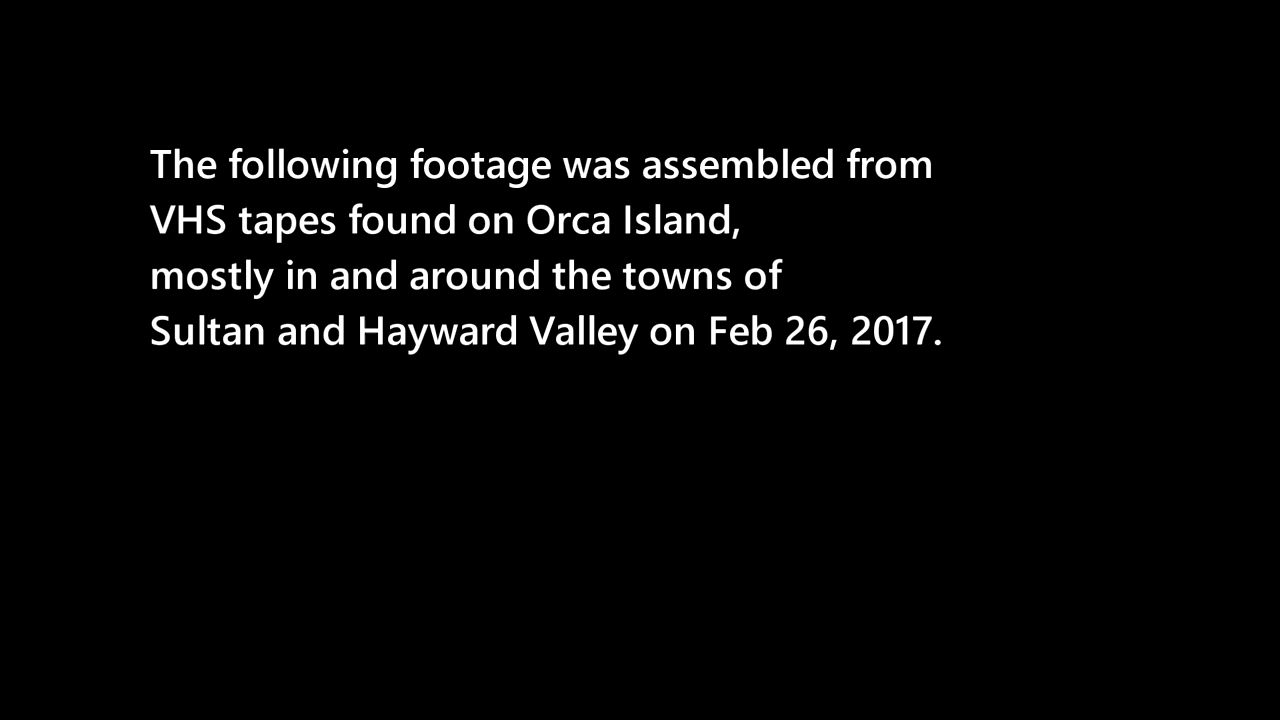 The following footage was assembled from
VHS tapes found on Orca Island,
mostly in and around the towns of
Sultan and Hayward Valley on Feb 26, 2017.